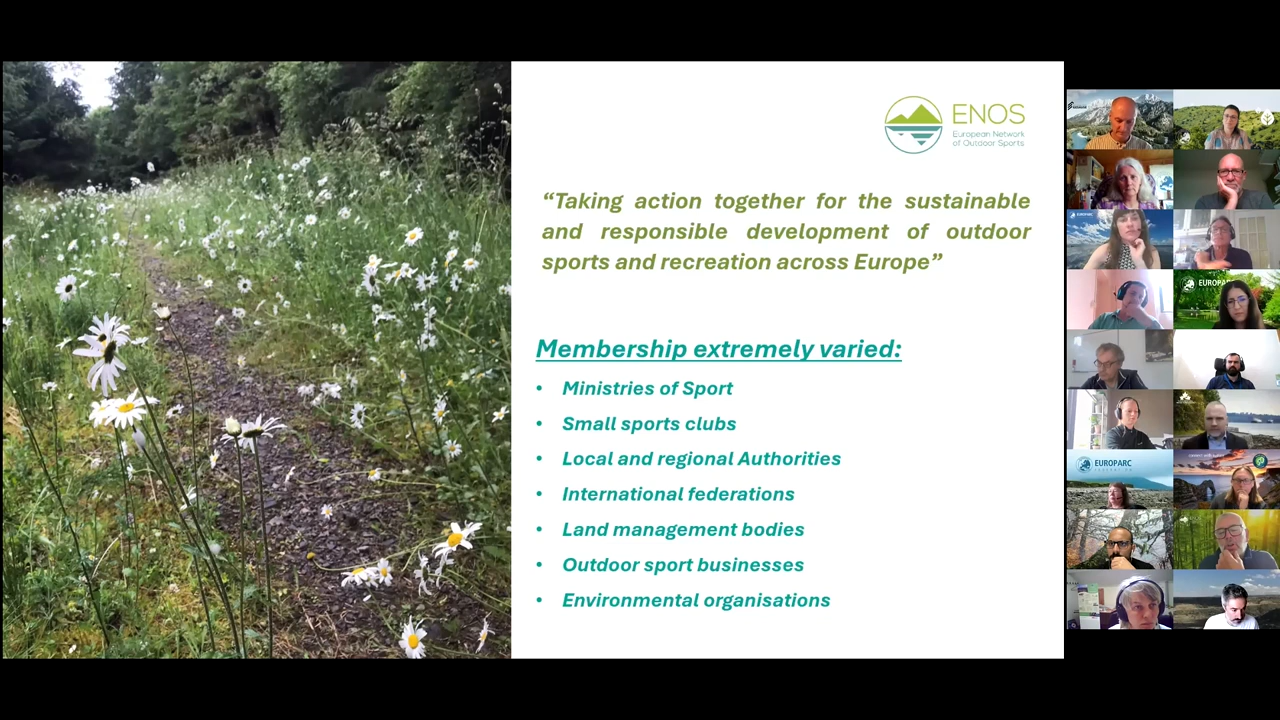 ENOS
European Network
of Outdoor Sports
“Taking action together for the sustainable
and responsible development of outdoor
sports and recreation across Europe”
Membership extremely varied:
• Ministries of Sport
• Small sports clubs
• Local and regional Authorities
• International federations
• Land management bodies
• Outdoor sport businesses
• Environmental organisations
EUROPARC
EUROPARC
EUROPARC